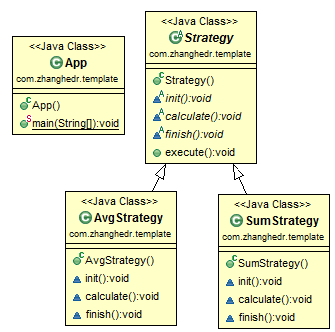 <<Java Class>>
App
com.zhanghedr.template
App()
main(String[]):void
<<Java Class>>
Strategy
com.zhanghedr.template
Strategy()
init():void
calculate():void
finish():void
execute():void
<<Java Class>>
AvgStrategy
com.zhanghedr.template
AvgStrategy()
init():void
calculate():void
finish():void
<<Java Class>>
SumStrategy
com.zhanghedr.template
SumStrategy()
init():void
calculate():void
finish():void